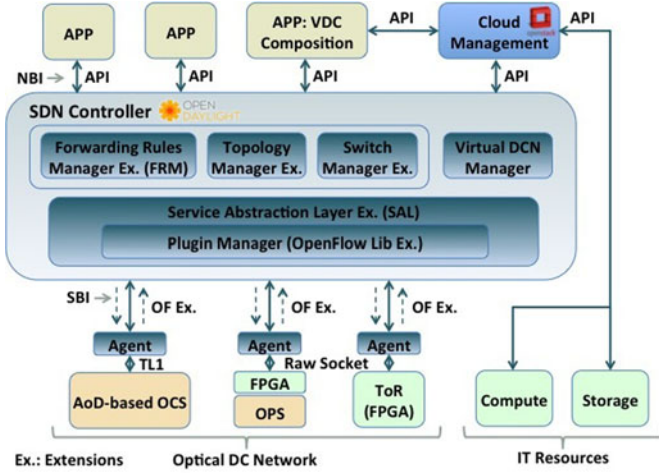 APP
APP
APP: VDC
Composition
API
Cloud
Management
openstack
API
NBI
API
API
API
API
SDN Controller
OPEN
DAYLIGHT
Forwarding Rules
Manager Ex. (FRM)
Topology
Manager Ex.
Switch
Manager Ex.
Virtual DCN
Manager
Service Abstraction Layer Ex. (SAL)
Plugin Manager (OpenFlow Lib Ex.)
SBI
OF Ex.
OF Ex.
OF Ex.
Agent
Agent
Agent
TL1
Raw Socket
AoD-based OCS
FPGA
OPS
ToR
(FPGA)
Compute
Storage
Ex.: Extensions
Optical DC Network
IT Resources